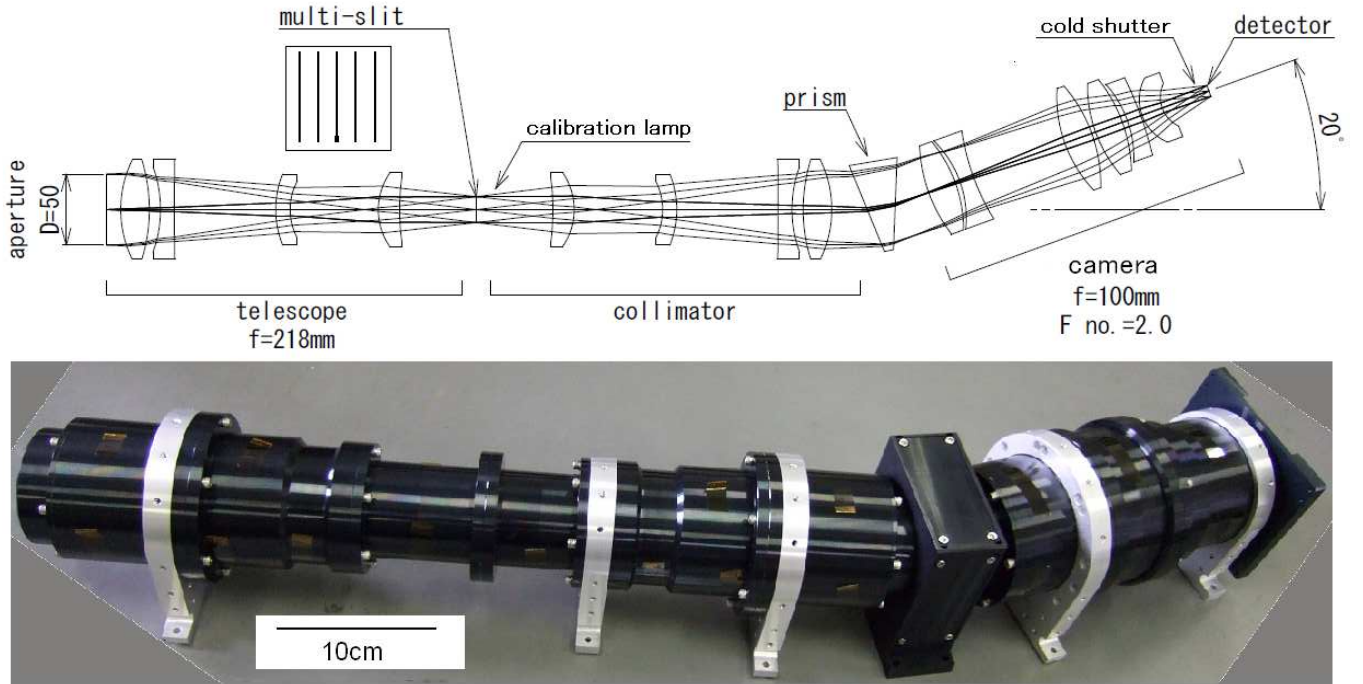 multi-slit
cold shutter
detector
prism
calibration lamp
20°
aperture
D=50
camera
f=100mm
F no.=2.0
telescope
f=218mm
collimator
10cm